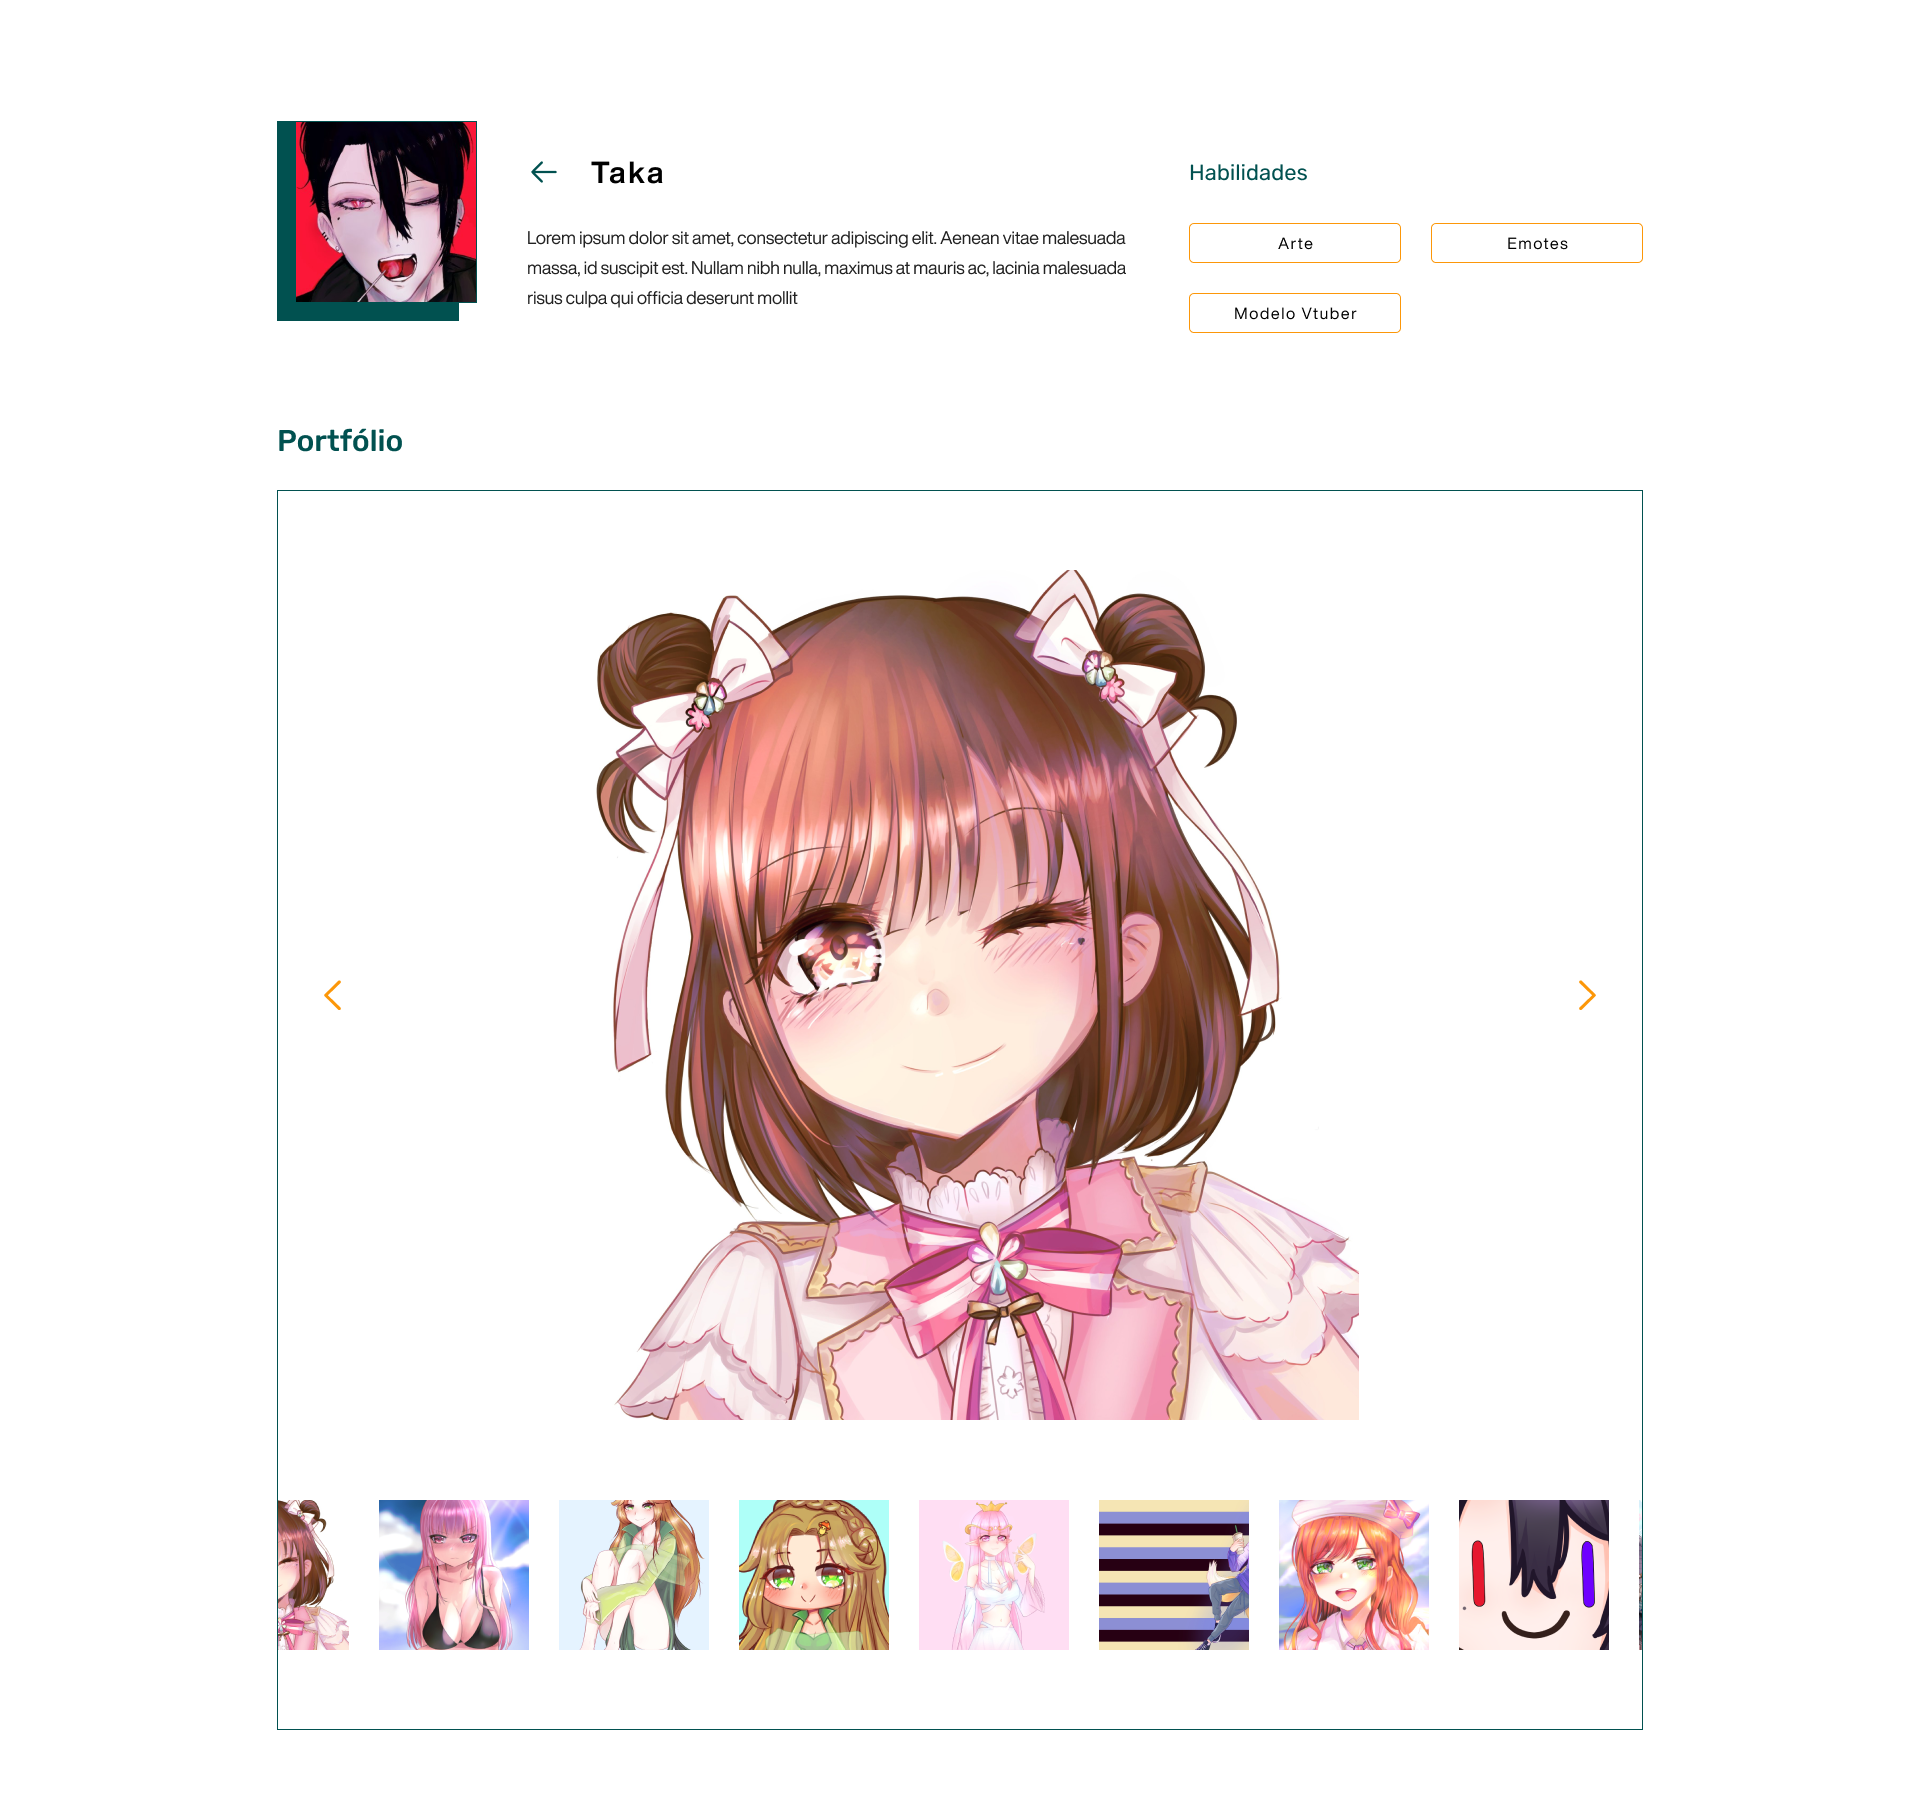 Taka
Lorem ipsum dolor sit amet, consectetur adipiscing elit. Aenean vitae malesuada
massa, id suscipit est. Nullam nibh nulla, maximus at mauris ac, lacinia malesuada
risus culpa qui officia deserunt mollit
Habilidades
Arte
Emotes
Modelo Vtuber
Portfólio